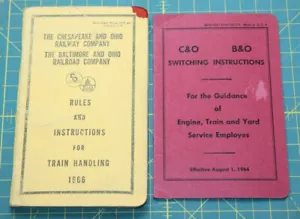 THE CHESAPEAKE AND OHIO
RAILWAY COMPANY
THE BALTIMORE AND OHIO
RAILROAD COMPANY
RULES
AND
INSTRUCTIONS
FOR
TRAIN HANDLING
1966
C&O B&O
SWITCHING INSTRUCTIONS
For the Guidance
of
Engine, Train and Yard
Service Employes
Effective August 1, 1964